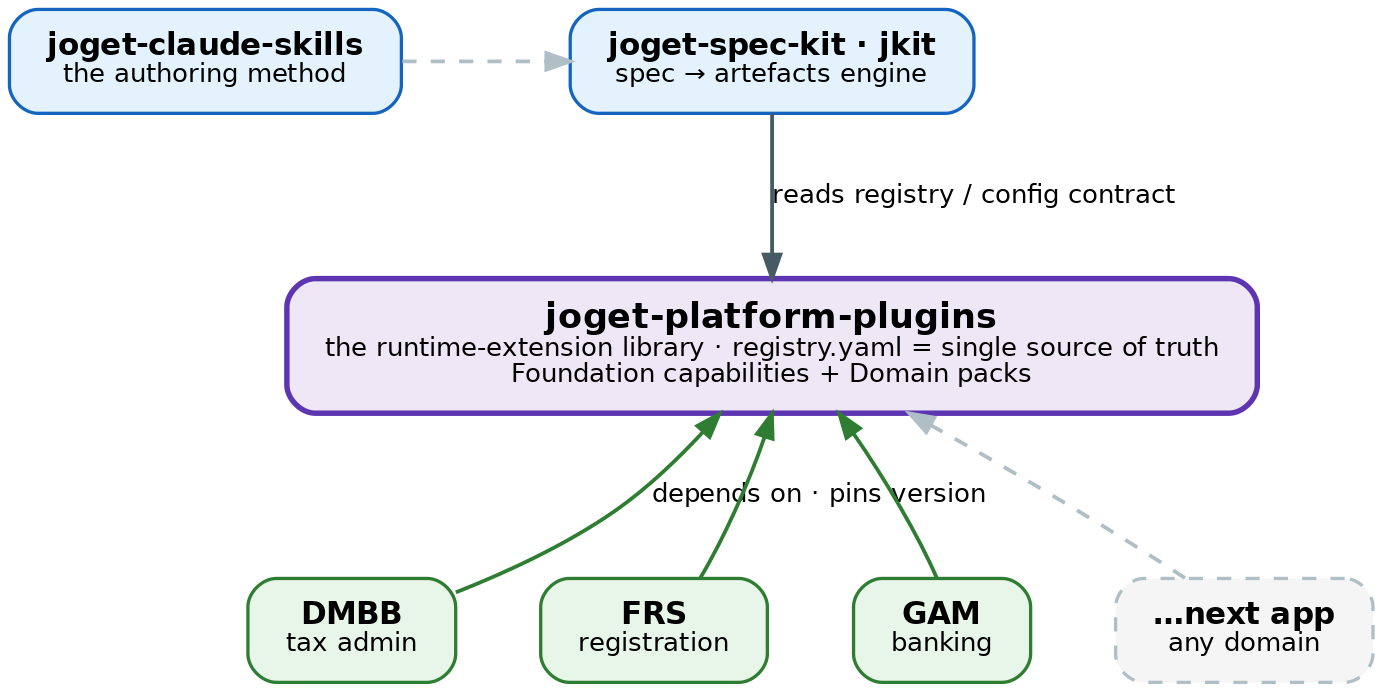 joget-claude-skills
the authoring method
joget-spec-kit · jkit
spec → artefacts engine
reads registry / config contract
joget-platform-plugins
the runtime-extension library · registry.yaml = single source of truth
Foundation capabilities + Domain packs
depends on · pins version
DMBB
tax admin
FRS
registration
GAM
banking
...next app
any domain